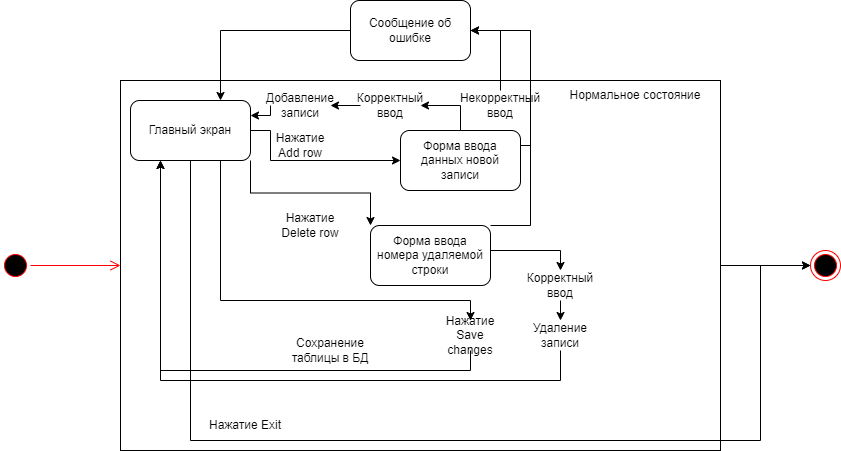 Сообщение об
ошибке
Нормальное состояние
Добавление
записи
Корректный
ввод
Некорректный
ввод
Главный экран
Нажатие
Add row
Форма ввода
данных новой
записи
Нажатие
Delete row
Форма ввода
номера удаляемой
строки
Корректный
ввод
Нажатие
Save
changes
Удаление
записи
Сохранение
таблицы в БД
Нажатие Exit